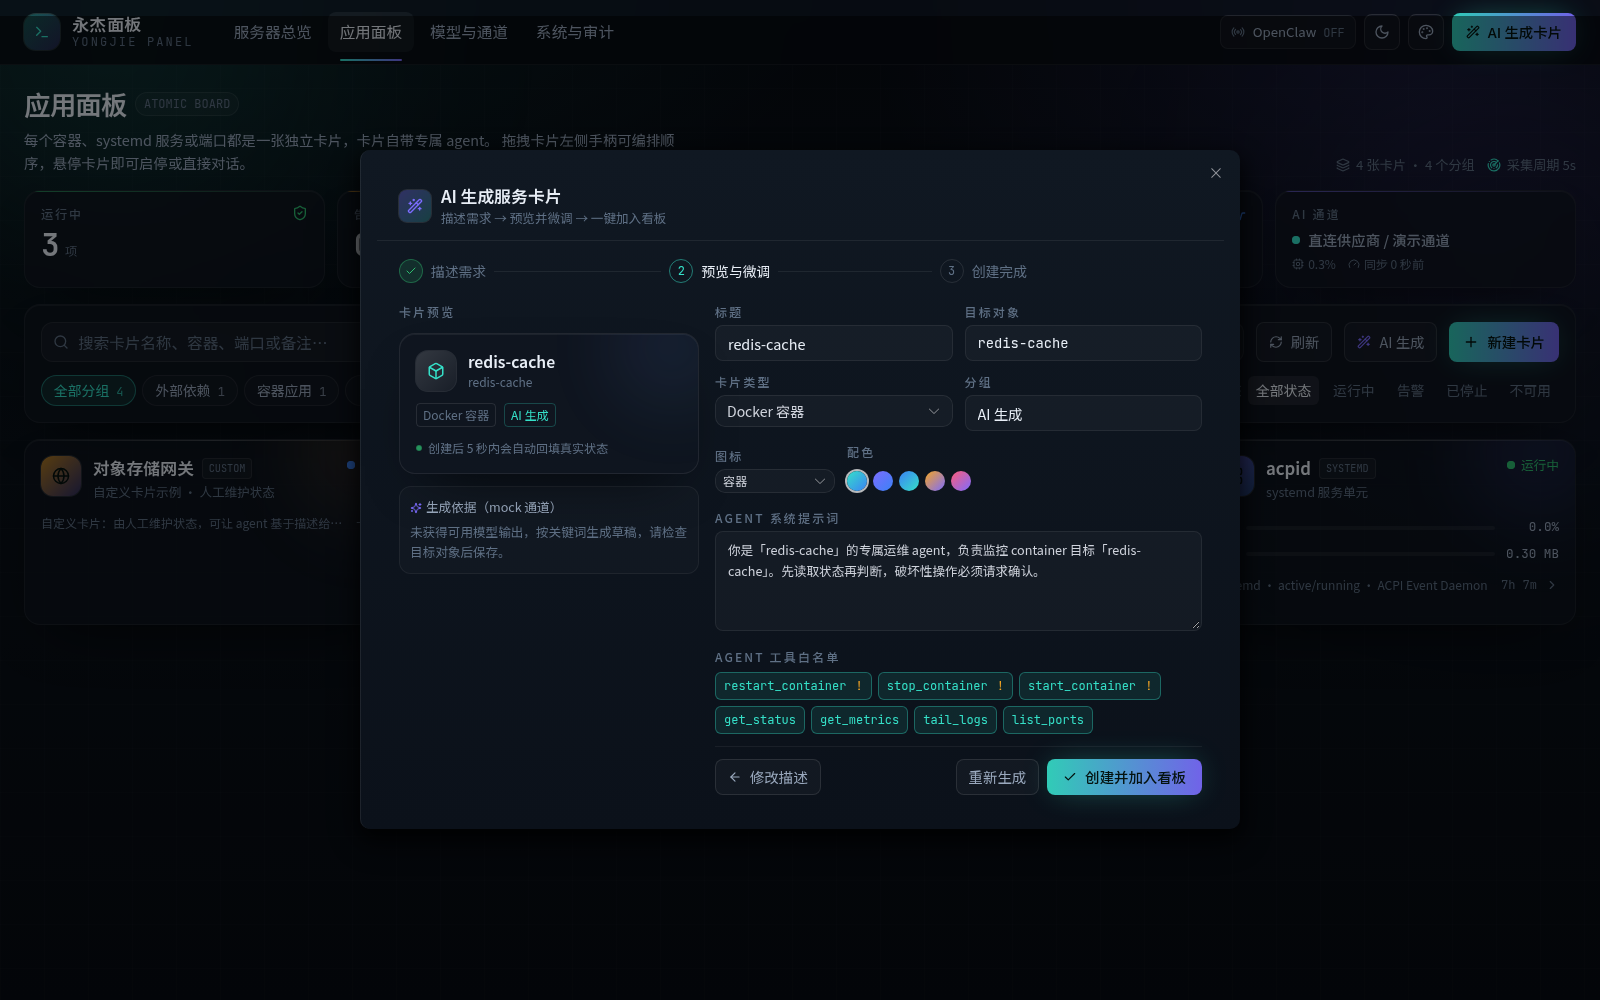 永杰面板
YONGJIE PANEL
服务器总览
应用面板
模型与通道
系统与审计
OpenClaw OFF
AI 生成卡片
应用面板
ATOMIC BOARD
每个容器、systemd 服务或端口都是一张独立卡片，卡片自带专属 agent。 拖拽卡片左侧手柄可编排顺
序，悬停卡片即可启停或直接对话。
4 张卡片 · 4 个分组
采集周期 5s
运行中
3 项
AI 通道
直连供应商 / 演示通道
0.3%
同步 0 秒前
搜索卡片名称、容器、端口或备注…
刷新
AI 生成
新建卡片
全部分组 4
外部依赖 1
容器应用 1
全部状态
运行中
告警
已停止
不可用
对象存储网关
CUSTOM
自定义卡片示例 · 人工维护状态
自定义卡片：由人工维护状态，可让 agent 基于描述给…
acpid
SYSTEMD
运行中
systemd 服务单元
0.0%
0.30 MB
emd · active/running · ACPI Event Daemon
7h 7m
AI 生成服务卡片
描述需求 → 预览并微调 → 一键加入看板
描述需求
2 预览与微调
3 创建完成
卡片预览
redis-cache
redis-cache
Docker 容器
AI 生成
创建后 5 秒内会自动回填真实状态
生成依据（mock 通道）
未获得可用模型输出，按关键词生成草稿，请检查
目标对象后保存。
标题
目标对象
redis-cache
redis-cache
卡片类型
分组
Docker 容器
AI 生成
图标
配色
容器
AGENT 系统提示词
你是「redis-cache」的专属运维 agent，负责监控 container 目标「redis-
cache」。先读取状态再判断，破坏性操作必须请求确认。
AGENT 工具白名单
restart_container !
stop_container !
start_container !
get_status
get_metrics
tail_logs
list_ports
修改描述
重新生成
创建并加入看板